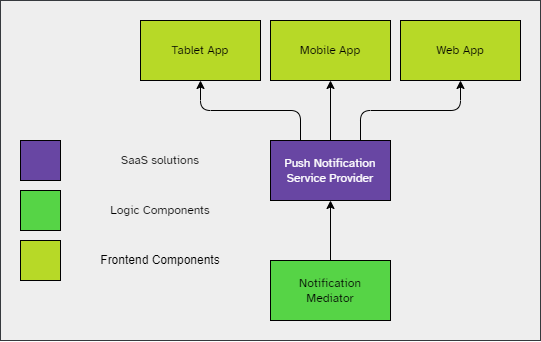 Tablet App
Mobile App
Web App
SaaS solutions
Push Notification
Service Provider
Logic Components
Frontend Components
Notification
Mediator